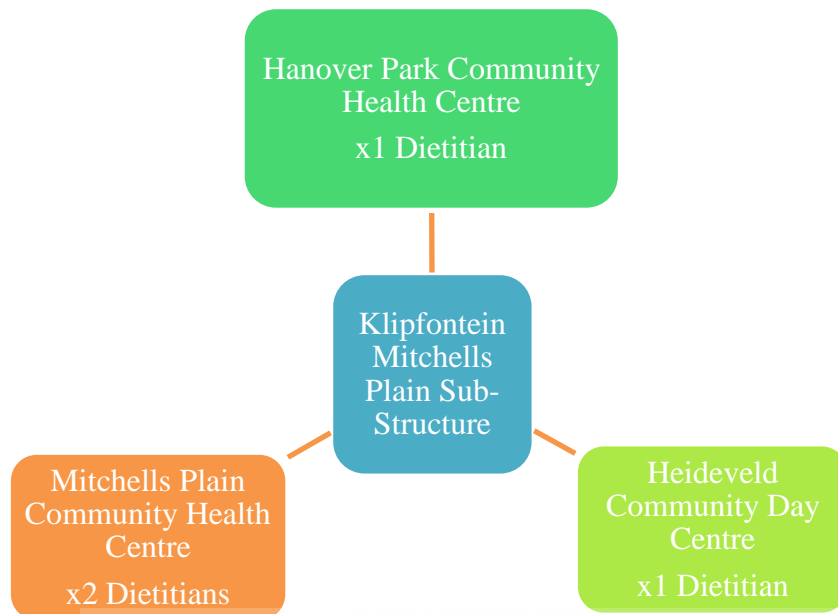 Hanover Park Community
Health Centre
x1 Dietitian
Klipfontein
Mitchells
Plain Sub-
Structure
Mitchells Plain
Community Health
Centre
x2 Dietitians
Heideveld
Community Day
Centre
x1 Dietitian